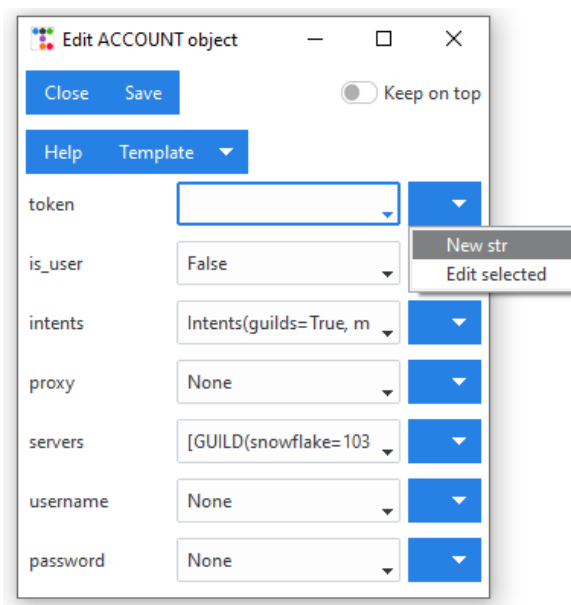 Edit ACCOUNT object
Close Save Keep on top
Help Template
token
New str
is_user False
Edit selected
intents Intents(guilds=True, m
proxy None
servers [GUILD(snowflake=103
username None
password None